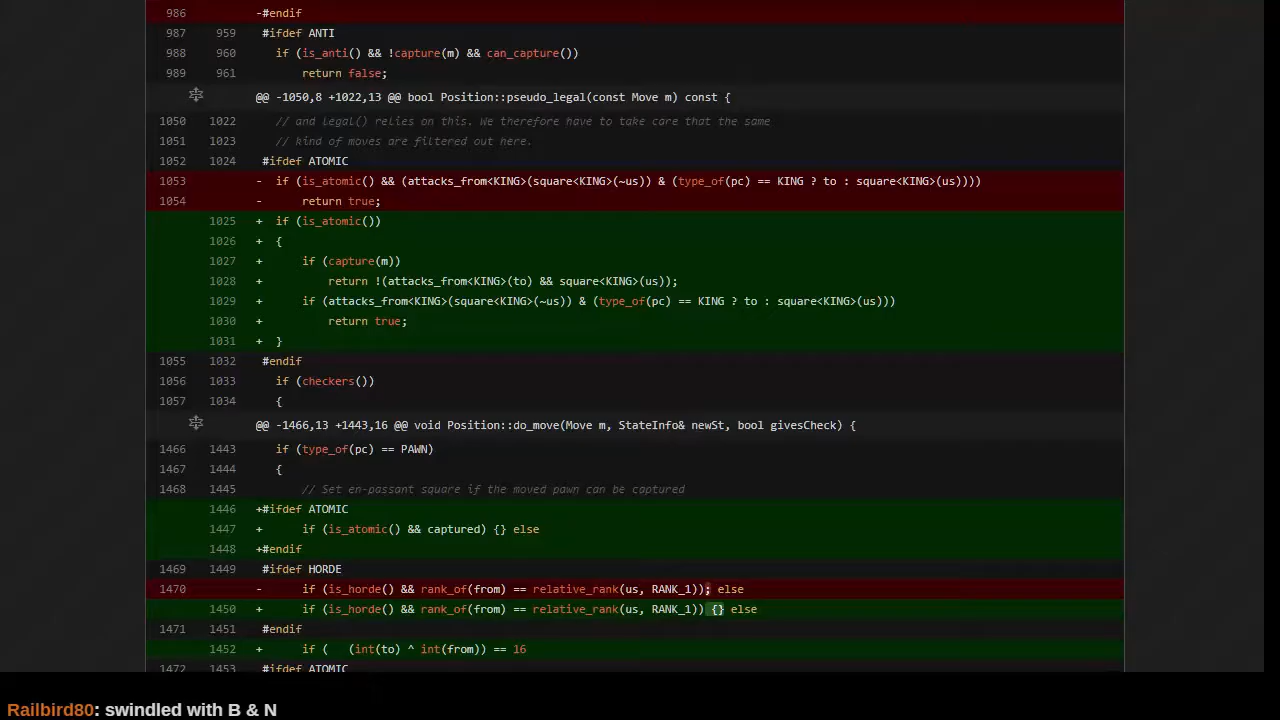 986 -#endif
987 959 #ifdef ANTI
988 960 if (is_anti() && !capture(m) && can_capture())
989 961 return false;
@@ -1050,8 +1022,13 @@ bool Position::pseudo_legal(const Move m) const {
1050 1022 // and legal() relies on this. We therefore have to take care that the same
1051 1023 // kind of moves are filtered out here.
1052 1024 #ifdef ATOMIC
1053 - if (is_atomic() && (attacks_from<KING>(square<KING>(~us)) & (type_of(pc) == KING ? to : square<KING>(us))))
1054 - return true;
1025 + if (is_atomic())
1026 + {
1027 + if (capture(m))
1028 + return !(attacks_from<KING>(to) && square<KING>(us));
1029 + if (attacks_from<KING>(square<KING>(~us)) & (type_of(pc) == KING ? to : square<KING>(us)))
1030 + return true;
1031 + }
1055 1032 #endif
1056 1033 if (checkers())
1057 1034 {
@@ -1466,13 +1443,16 @@ void Position::do_move(Move m, StateInfo& newSt, bool givesCheck) {
1466 1443 if (type_of(pc) == PAWN)
1467 1444 {
1468 1445 // Set en-passant square if the moved pawn can be captured
1446 +#ifdef ATOMIC
1447 + if (is_atomic() && captured) {} else
1448 +#endif
1469 1449 #ifdef HORDE
1470 - if (is_horde() && rank_of(from) == relative_rank(us, RANK_1)); else
1450 + if (is_horde() && rank_of(from) == relative_rank(us, RANK_1)) {} else
1471 1451 #endif
1452 + if (   (int(to) ^ int(from)) == 16
1472 1453 #ifdef ATOMIC
Railbird80: swindled with B & N